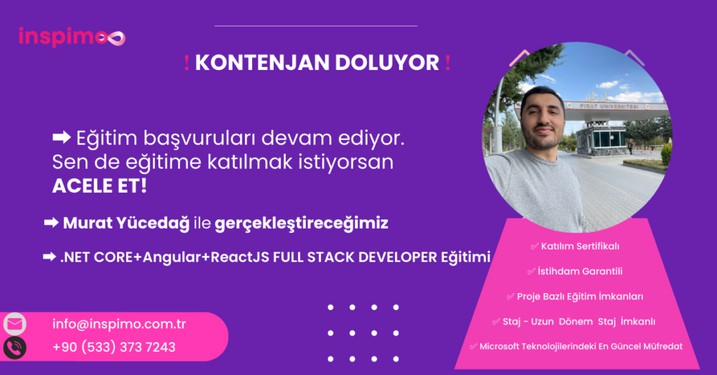 inspimo
! KONTENJAN DOLUYOR !
FIRAT ÜNİVERSİTESİ
➡ Eğitim başvuruları devam ediyor.
Sen de eğitime katılmak istiyorsan
ACELE ET!
➡ Murat Yücedağ ile gerçekleştireceğimiz
➡ .NET CORE+Angular+ReactJS FULL STACK DEVELOPER Eğitimi
✅ Katılım Sertifikalı
✅ İstihdam Garantili
✅ Proje Bazlı Eğitim İmkanları
✅ Staj - Uzun Dönem Staj İmkanlı
✅ Microsoft Teknolojilerindeki En Güncel Müfredat
info@inspimo.com.tr
+90 (533) 373 7243